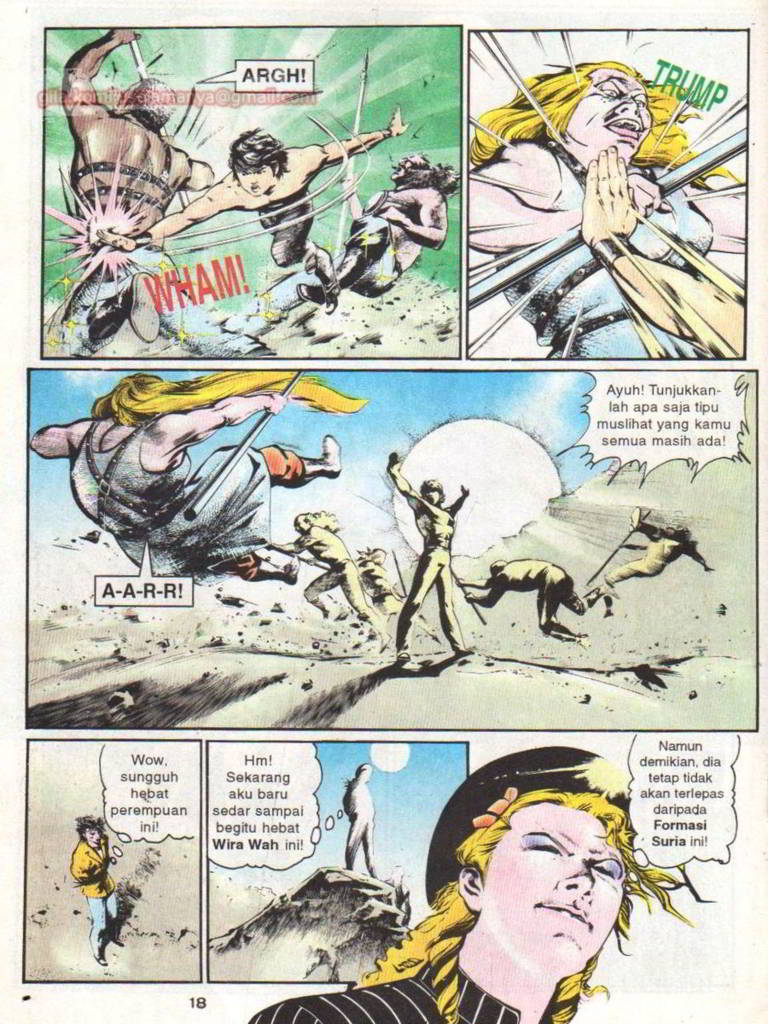 ARGH!
WHAM!
TRUMP
Ayuh! Tunjukkan-
lah apa saja tipu
muslihat yang kamu
semua masih ada!
A-A-R-R!
Wow,
sungguh
hebat
perempuan
ini!
Hm!
Sekarang
aku baru
sedar sampai
begitu hebat
Wira Wah ini!
Namun
demikian, dia
tetap tidak
akan terlepas
daripada
Formasi
Suria ini!
18